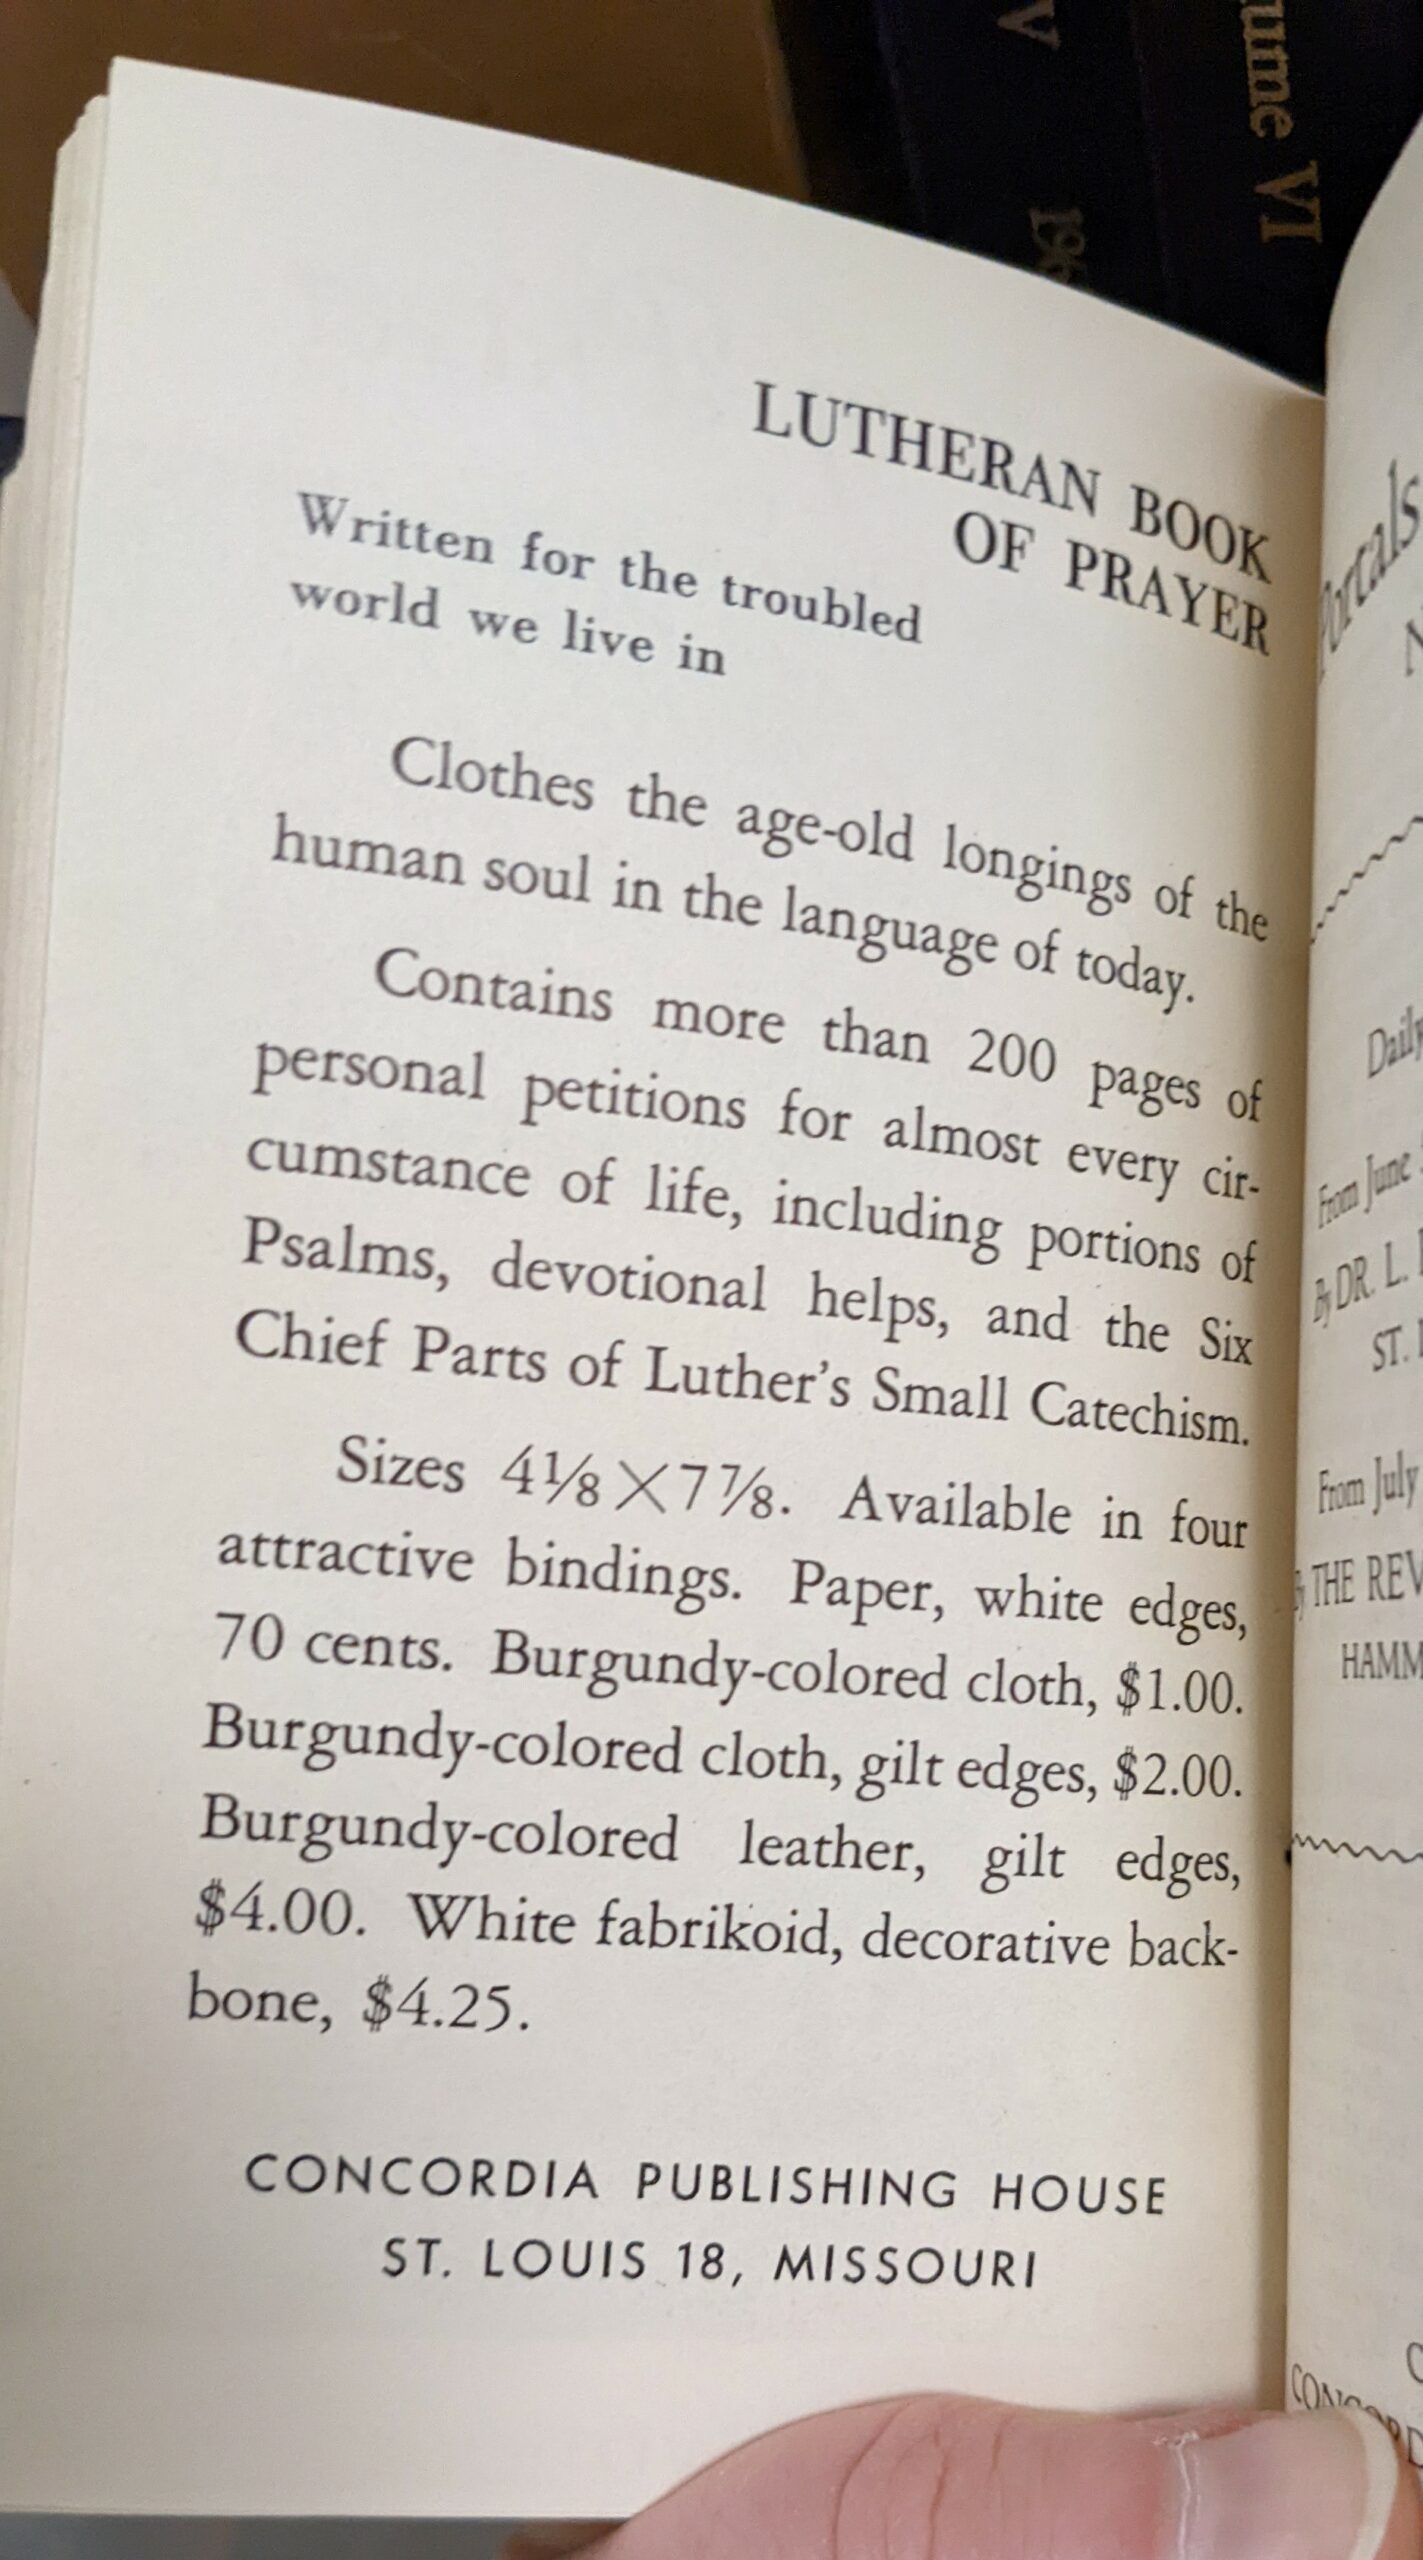 V
196
ume VI
LUTHERAN BOOK
OF PRAYER
Written for the troubled
world we live in
Clothes the age-old longings of the
human soul in the language of today.
Contains more than 200 pages of
personal petitions for almost every cir-
cumstance of life, including portions of
Psalms, devotional helps, and the Six
Chief Parts of Luther's Small Catechism.
Sizes 4⅛×7⅞. Available in four
attractive bindings. Paper, white edges,
70 cents. Burgundy-colored cloth, $1.00.
Burgundy-colored cloth, gilt edges, $2.00.
Burgundy-colored leather, gilt edges,
$4.00. White fabrikoid, decorative back-
bone, $4.25.
CONCORDIA PUBLISHING HOUSE
ST. LOUIS 18, MISSOURI
Portals
Daily
From June
By DR. L.
ST.
From July
By THE REV
HAMM
CONCORD